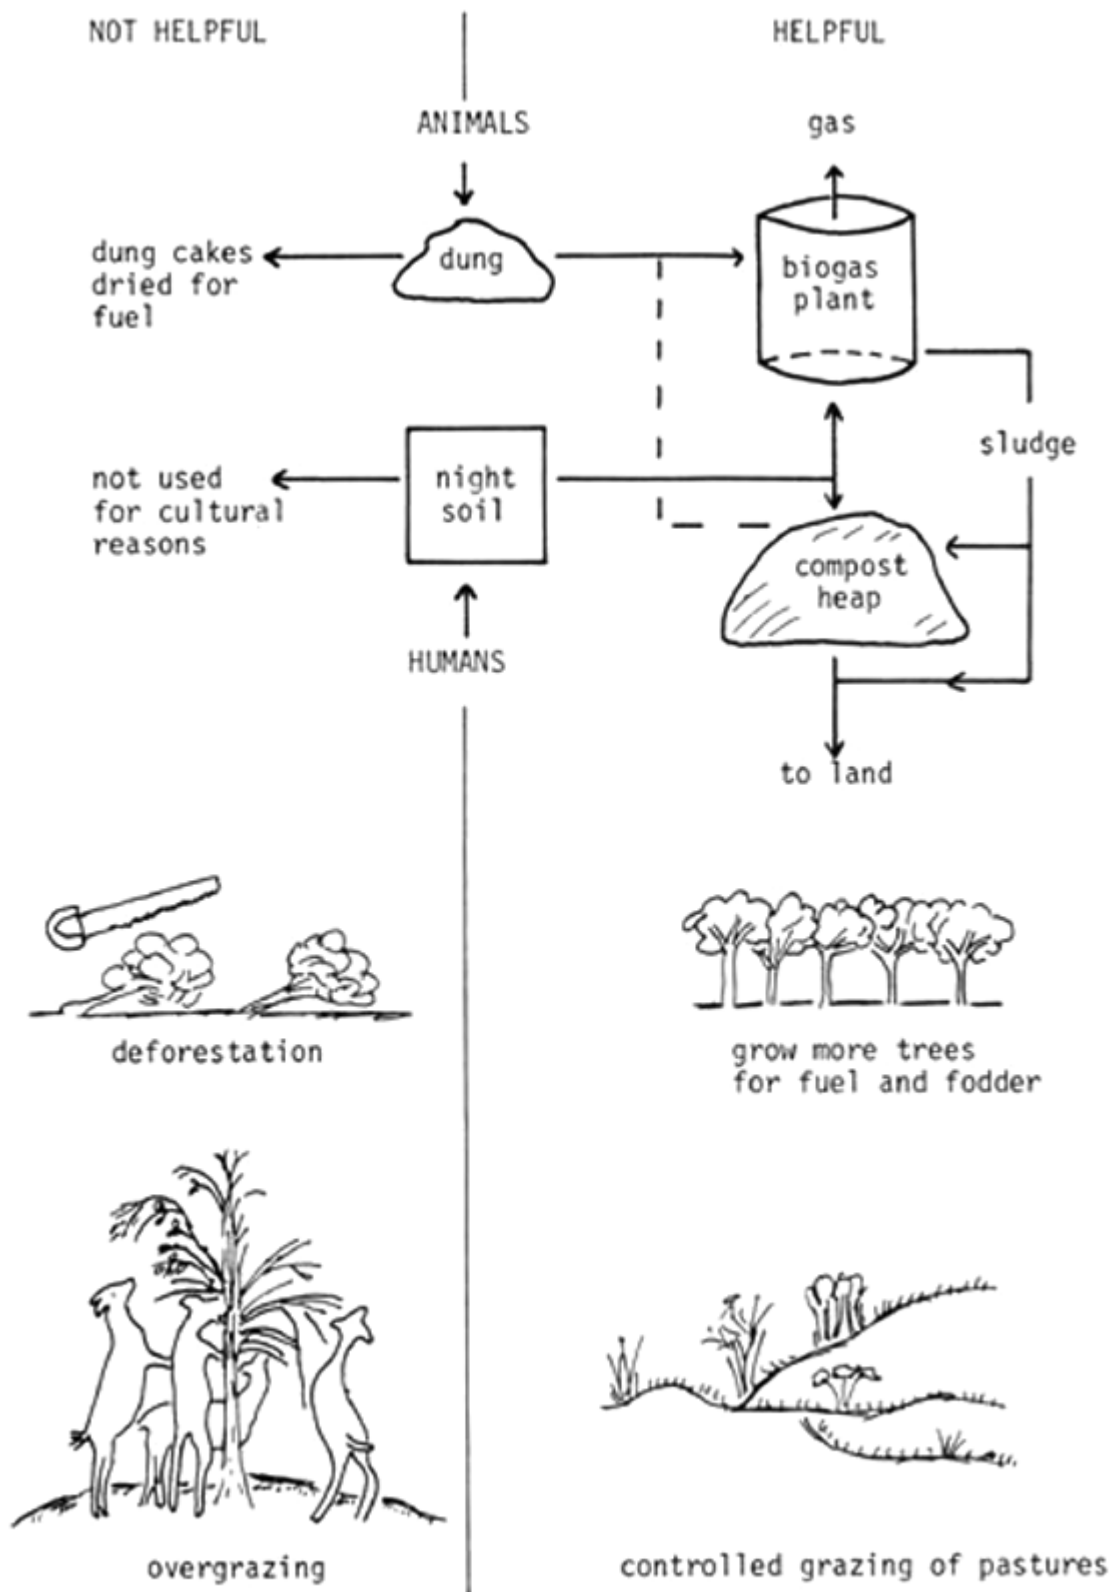 NOT HELPFUL
HELPFUL
ANIMALS
gas
dung cakes
dried for
fuel
dung
biogas
plant
sludge
not used
for cultural
reasons
night
soil
compost
heap
HUMANS
to land
deforestation
grow more trees
for fuel and fodder
overgrazing
controlled grazing of pastures